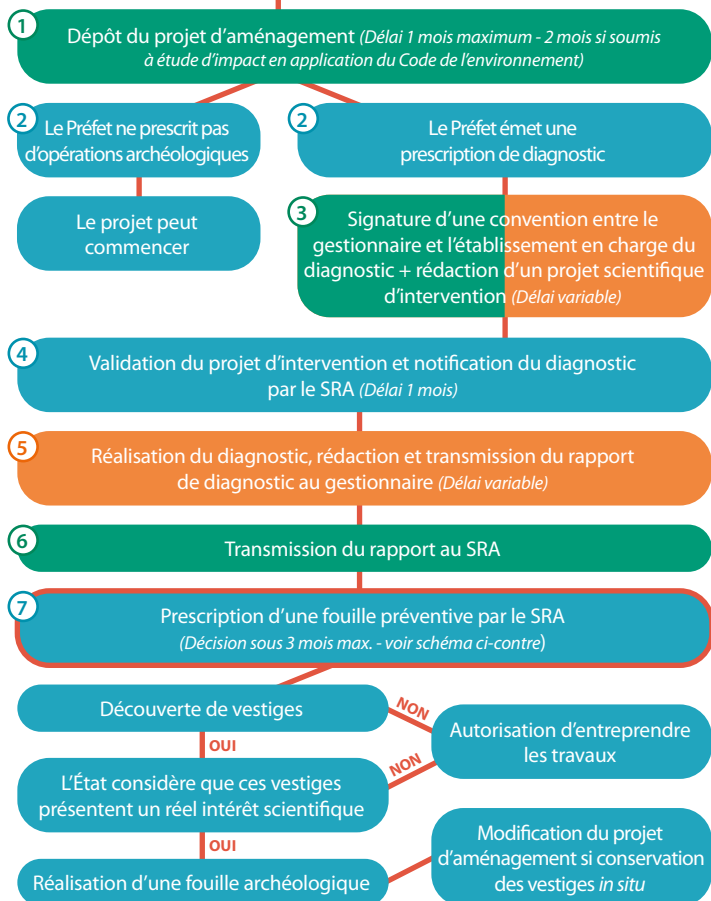 1
Dépôt du projet d'aménagement (Délai 1 mois maximum - 2 mois si soumis
à étude d'impact en application du Code de l'environnement)
2
Le Préfet ne prescrit pas
d'opérations archéologiques
2
Le Préfet émet une
prescription de diagnostic
Le projet peut
commencer
3
Signature d'une convention entre le
gestionnaire et l'établissement en charge du
diagnostic + rédaction d'un projet scientifique
d'intervention (Délai variable)
4
Validation du projet d'intervention et notification du diagnostic
par le SRA (Délai 1 mois)
5
Réalisation du diagnostic, rédaction et transmission du rapport
de diagnostic au gestionnaire (Délai variable)
6
Transmission du rapport au SRA
7
Prescription d'une fouille préventive par le SRA
(Décision sous 3 mois max. - voir schéma ci-contre)
Découverte de vestiges
NON
Autorisation d'entreprendre
les travaux
OUI
NON
L'État considère que ces vestiges
présentent un réel intérêt scientifique
OUI
Réalisation d'une fouille archéologique
Modification du projet
d'aménagement si conservation
des vestiges in situ